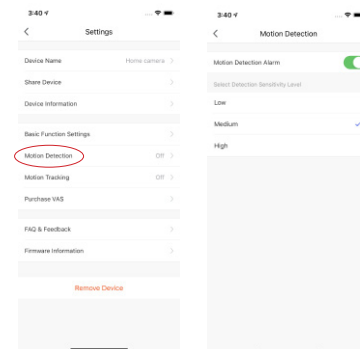 3:40
Settings
Device Name Home camera
Share Device
Device Information
Basic Function Settings
Motion Detection Off
Motion Tracking Off
Purchase VAS
FAQ & Feedback
Firmware Information
Remove Device
3:40
Motion Detection
Motion Detection Alarm
Select Detection Sensitivity Level
Low
Medium
High